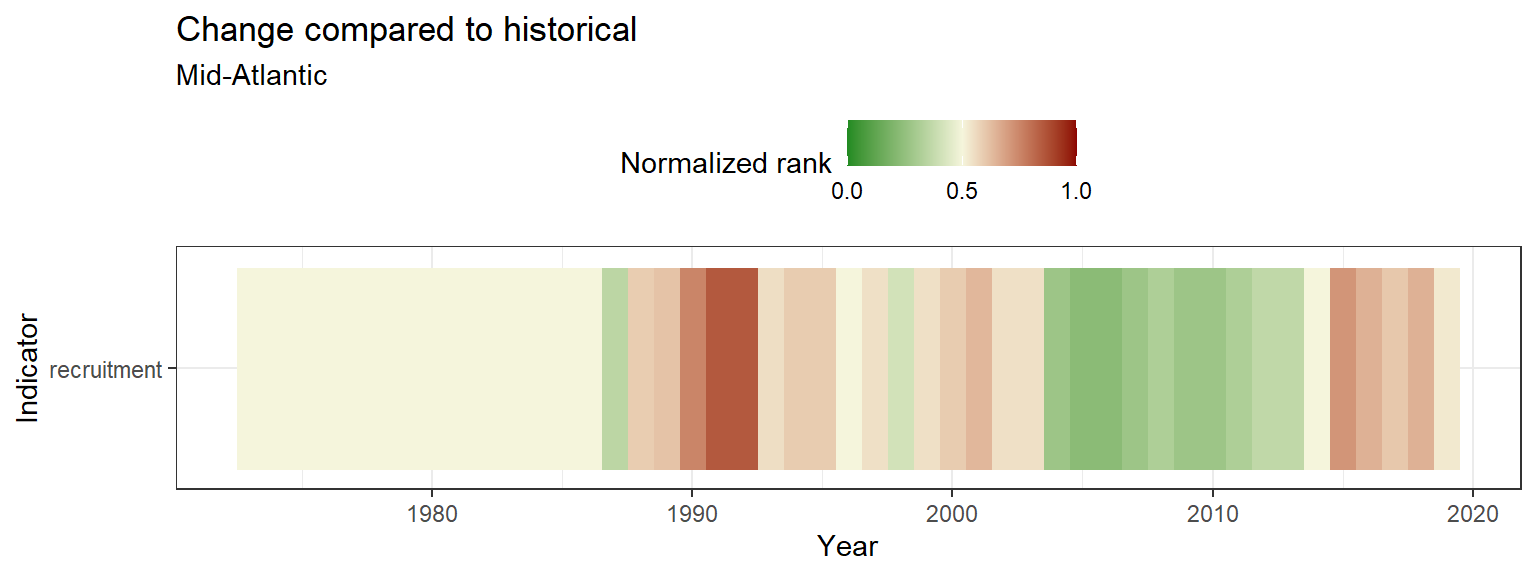 Change compared to historical
Mid-Atlantic
Normalized rank
0.0 0.5 1.0
Indicator
recruitment
1980 1990 2000 2010 2020
Year